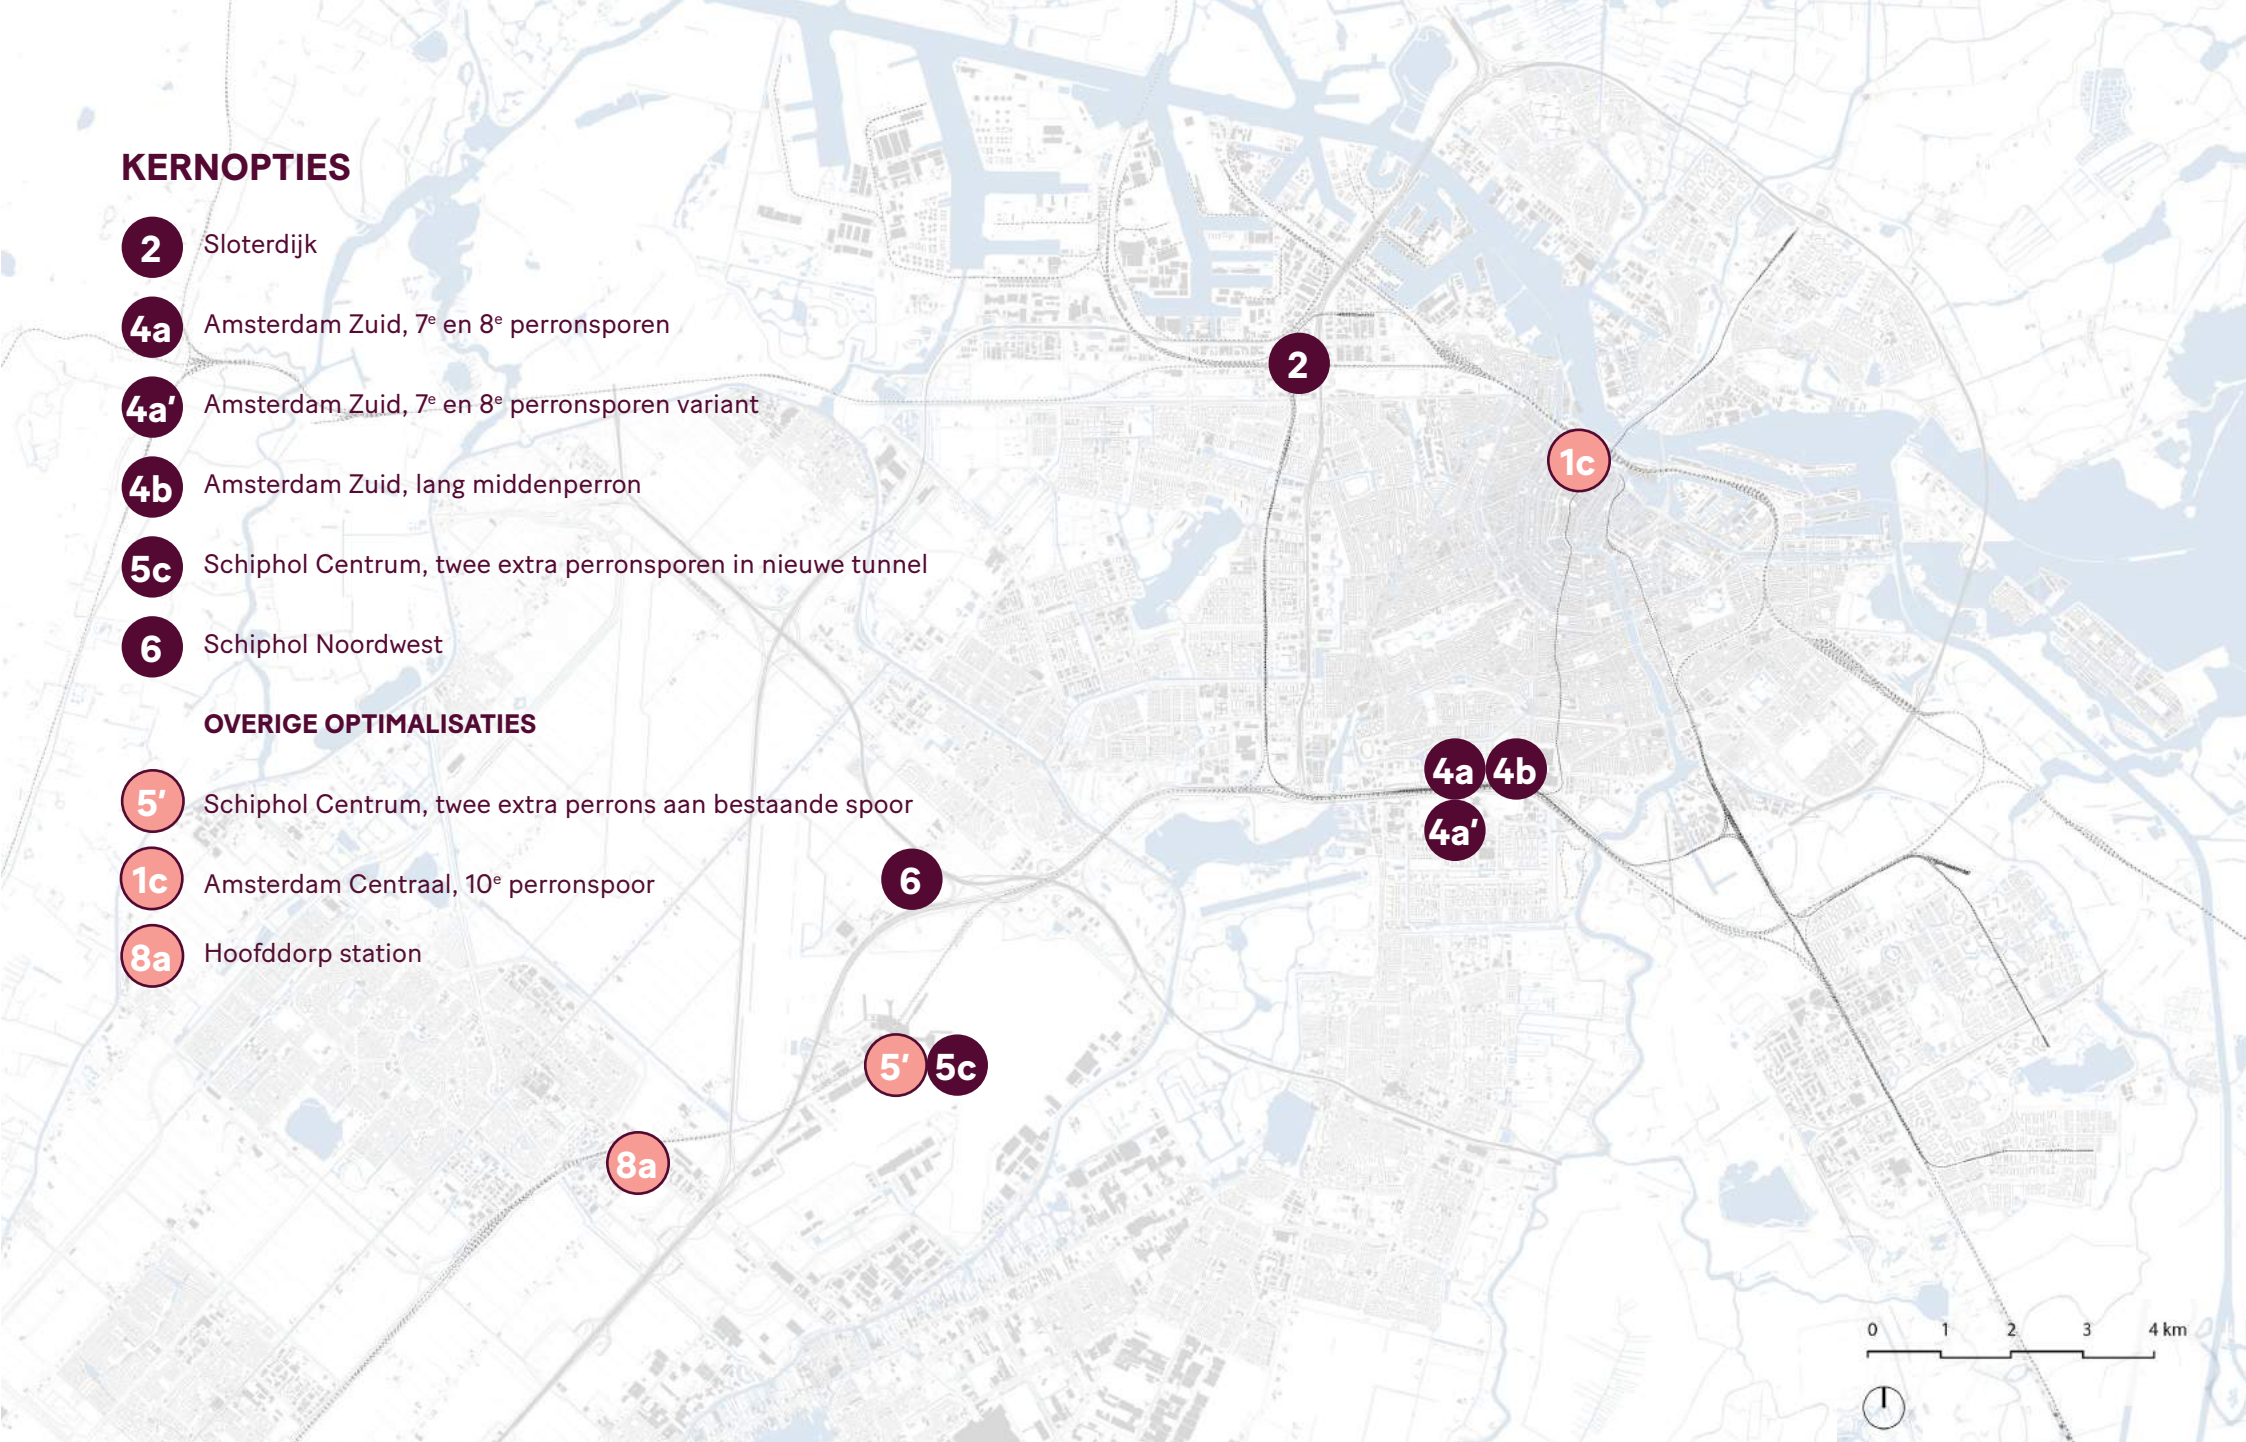 KERNOPTIES
2 Sloterdijk
4a Amsterdam Zuid, 7e en 8e perronsporen
4a' Amsterdam Zuid, 7e en 8e perronsporen variant
4b Amsterdam Zuid, lang middenperron
5c Schiphol Centrum, twee extra perronsporen in nieuwe tunnel
6 Schiphol Noordwest
OVERIGE OPTIMALISATIES
5' Schiphol Centrum, twee extra perrons aan bestaande spoor
1c Amsterdam Centraal, 10e perronspoor
8a Hoofddorp station
2
1c
4a 4b
4a'
6
5' 5c
8a
0 1 2 3 4 km